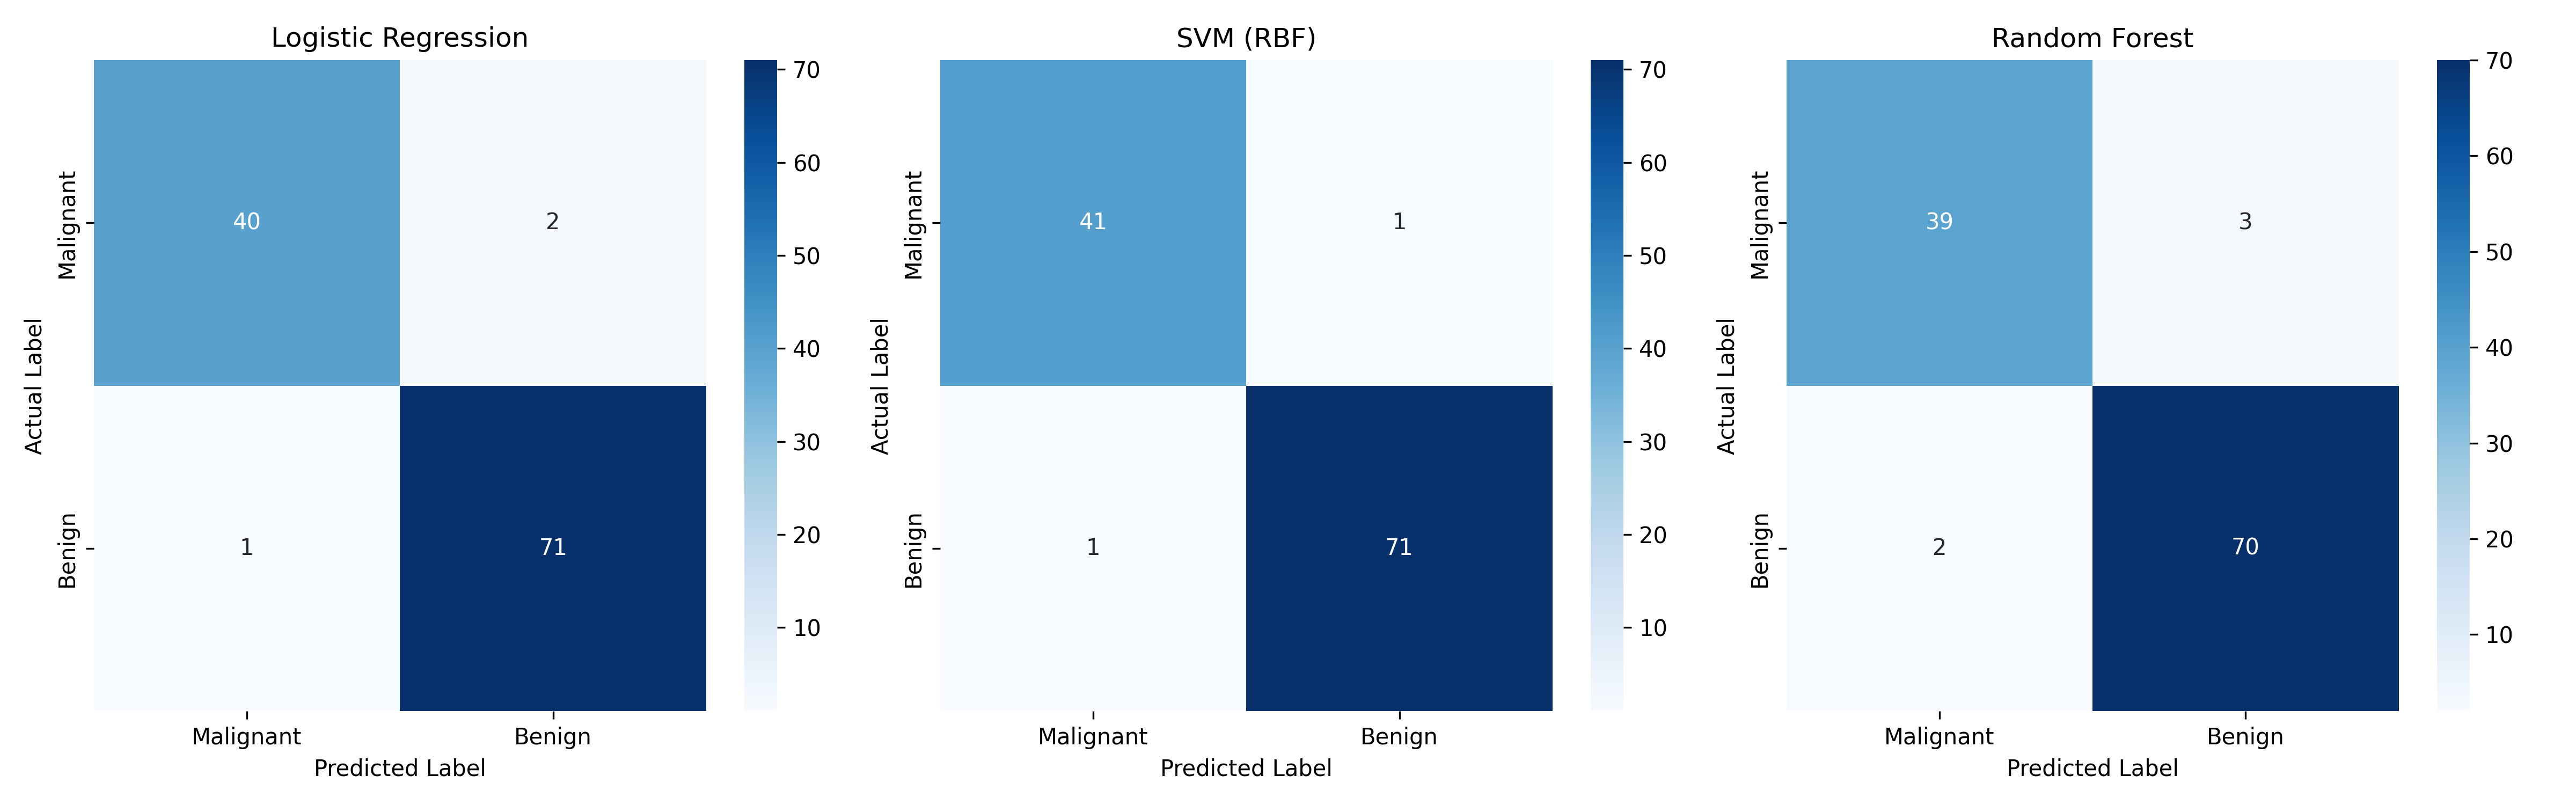 Logistic Regression
Actual Label
Malignant
Benign
40
2
1
71
Malignant
Benign
Predicted Label
70
60
50
40
30
20
10
SVM (RBF)
Actual Label
Malignant
Benign
41
1
1
71
Malignant
Benign
Predicted Label
70
60
50
40
30
20
10
Random Forest
Actual Label
Malignant
Benign
39
3
2
70
Malignant
Benign
Predicted Label
70
60
50
40
30
20
10